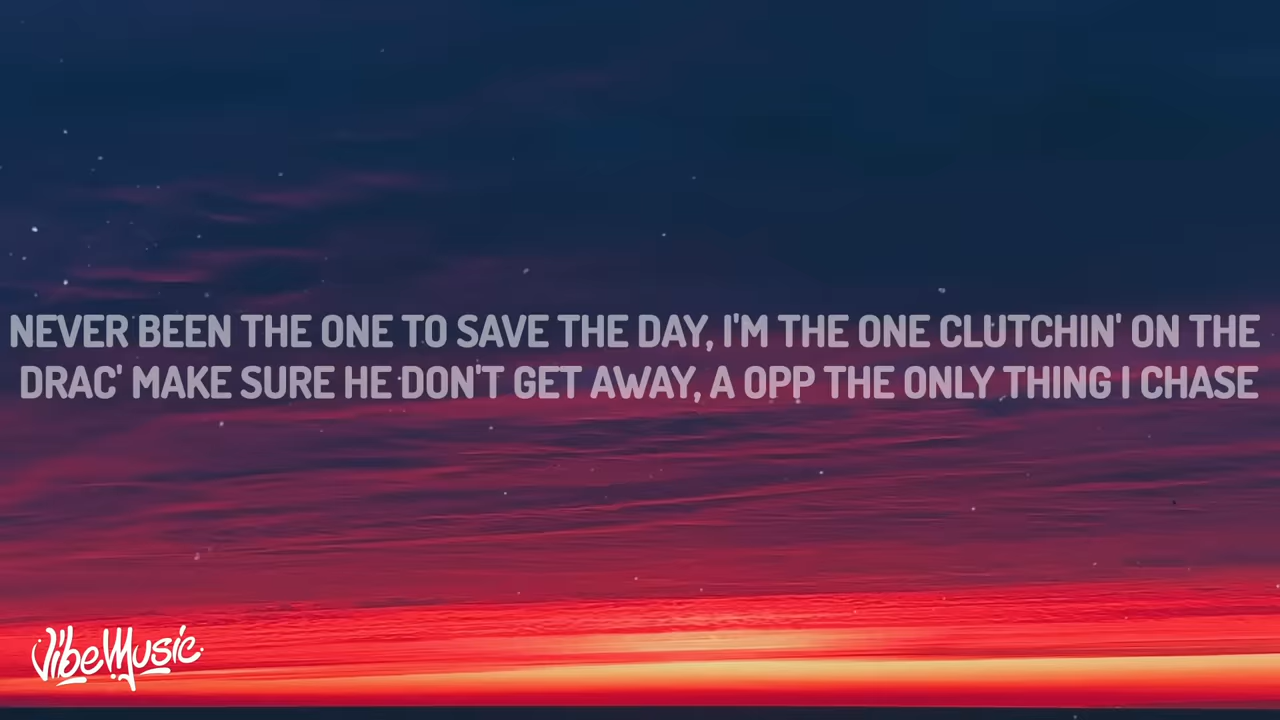 NEVER BEEN THE ONE TO SAVE THE DAY, I'M THE ONE CLUTCHIN' ON THE
DRAC' MAKE SURE HE DON'T GET AWAY, A OPP THE ONLY THING I CHASE
VibeMusic